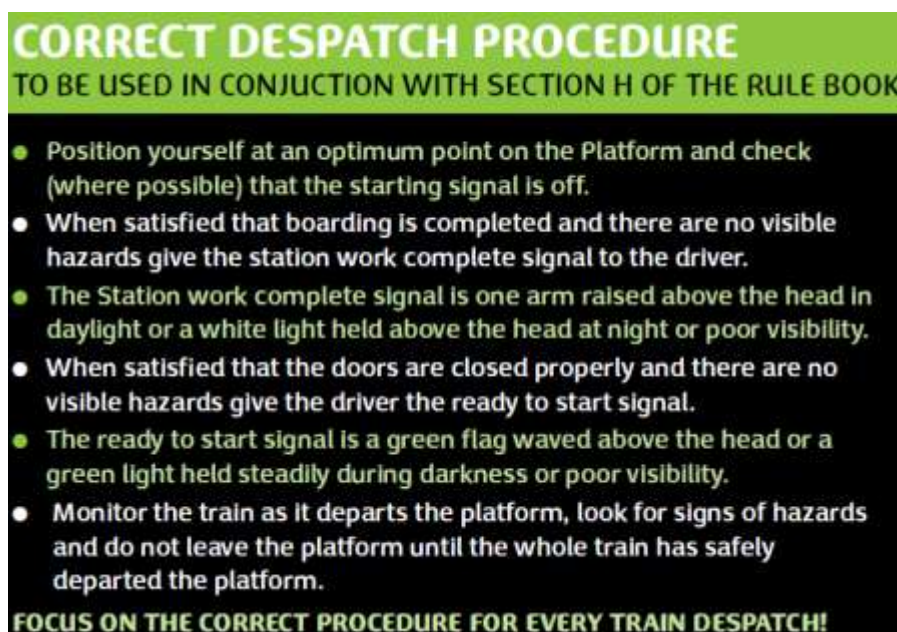 CORRECT DESPATCH PROCEDURE
TO BE USED IN CONJUCTION WITH SECTION H OF THE RULE BOOK
● Position yourself at an optimum point on the Platform and check
(where possible) that the starting signal is off.
● When satisfied that boarding is completed and there are no visible
hazards give the station work complete signal to the driver.
● The Station work complete signal is one arm raised above the head in
daylight or a white light held above the head at night or poor visibility.
● When satisfied that the doors are closed properly and there are no
visible hazards give the driver the ready to start signal.
● The ready to start signal is a green flag waved above the head or a
green light held steadily during darkness or poor visibility.
● Monitor the train as it departs the platform, look for signs of hazards
and do not leave the platform until the whole train has safely
departed the platform.
FOCUS ON THE CORRECT PROCEDURE FOR EVERY TRAIN DESPATCH!